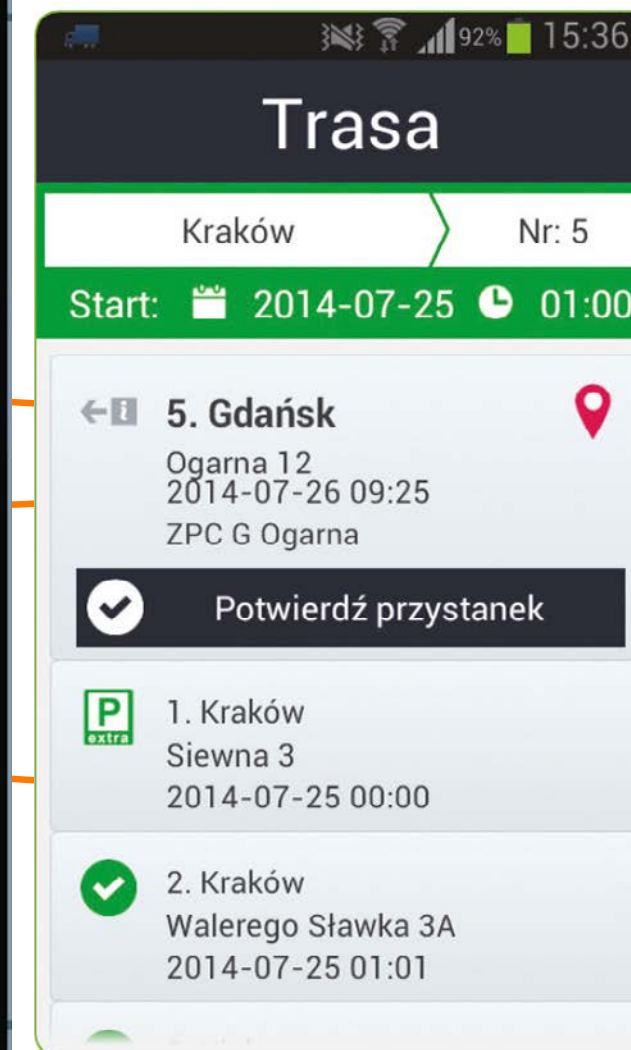 92% 15:36
Trasa
Kraków Nr: 5
Start: 2014-07-25 01:00
5. Gdańsk
Ogarna 12
2014-07-26 09:25
ZPC G Ogarna
Potwierdź przystanek
P
extra
1. Kraków
Siewna 3
2014-07-25 00:00
2. Kraków
Walerego Sławka 3A
2014-07-25 01:01